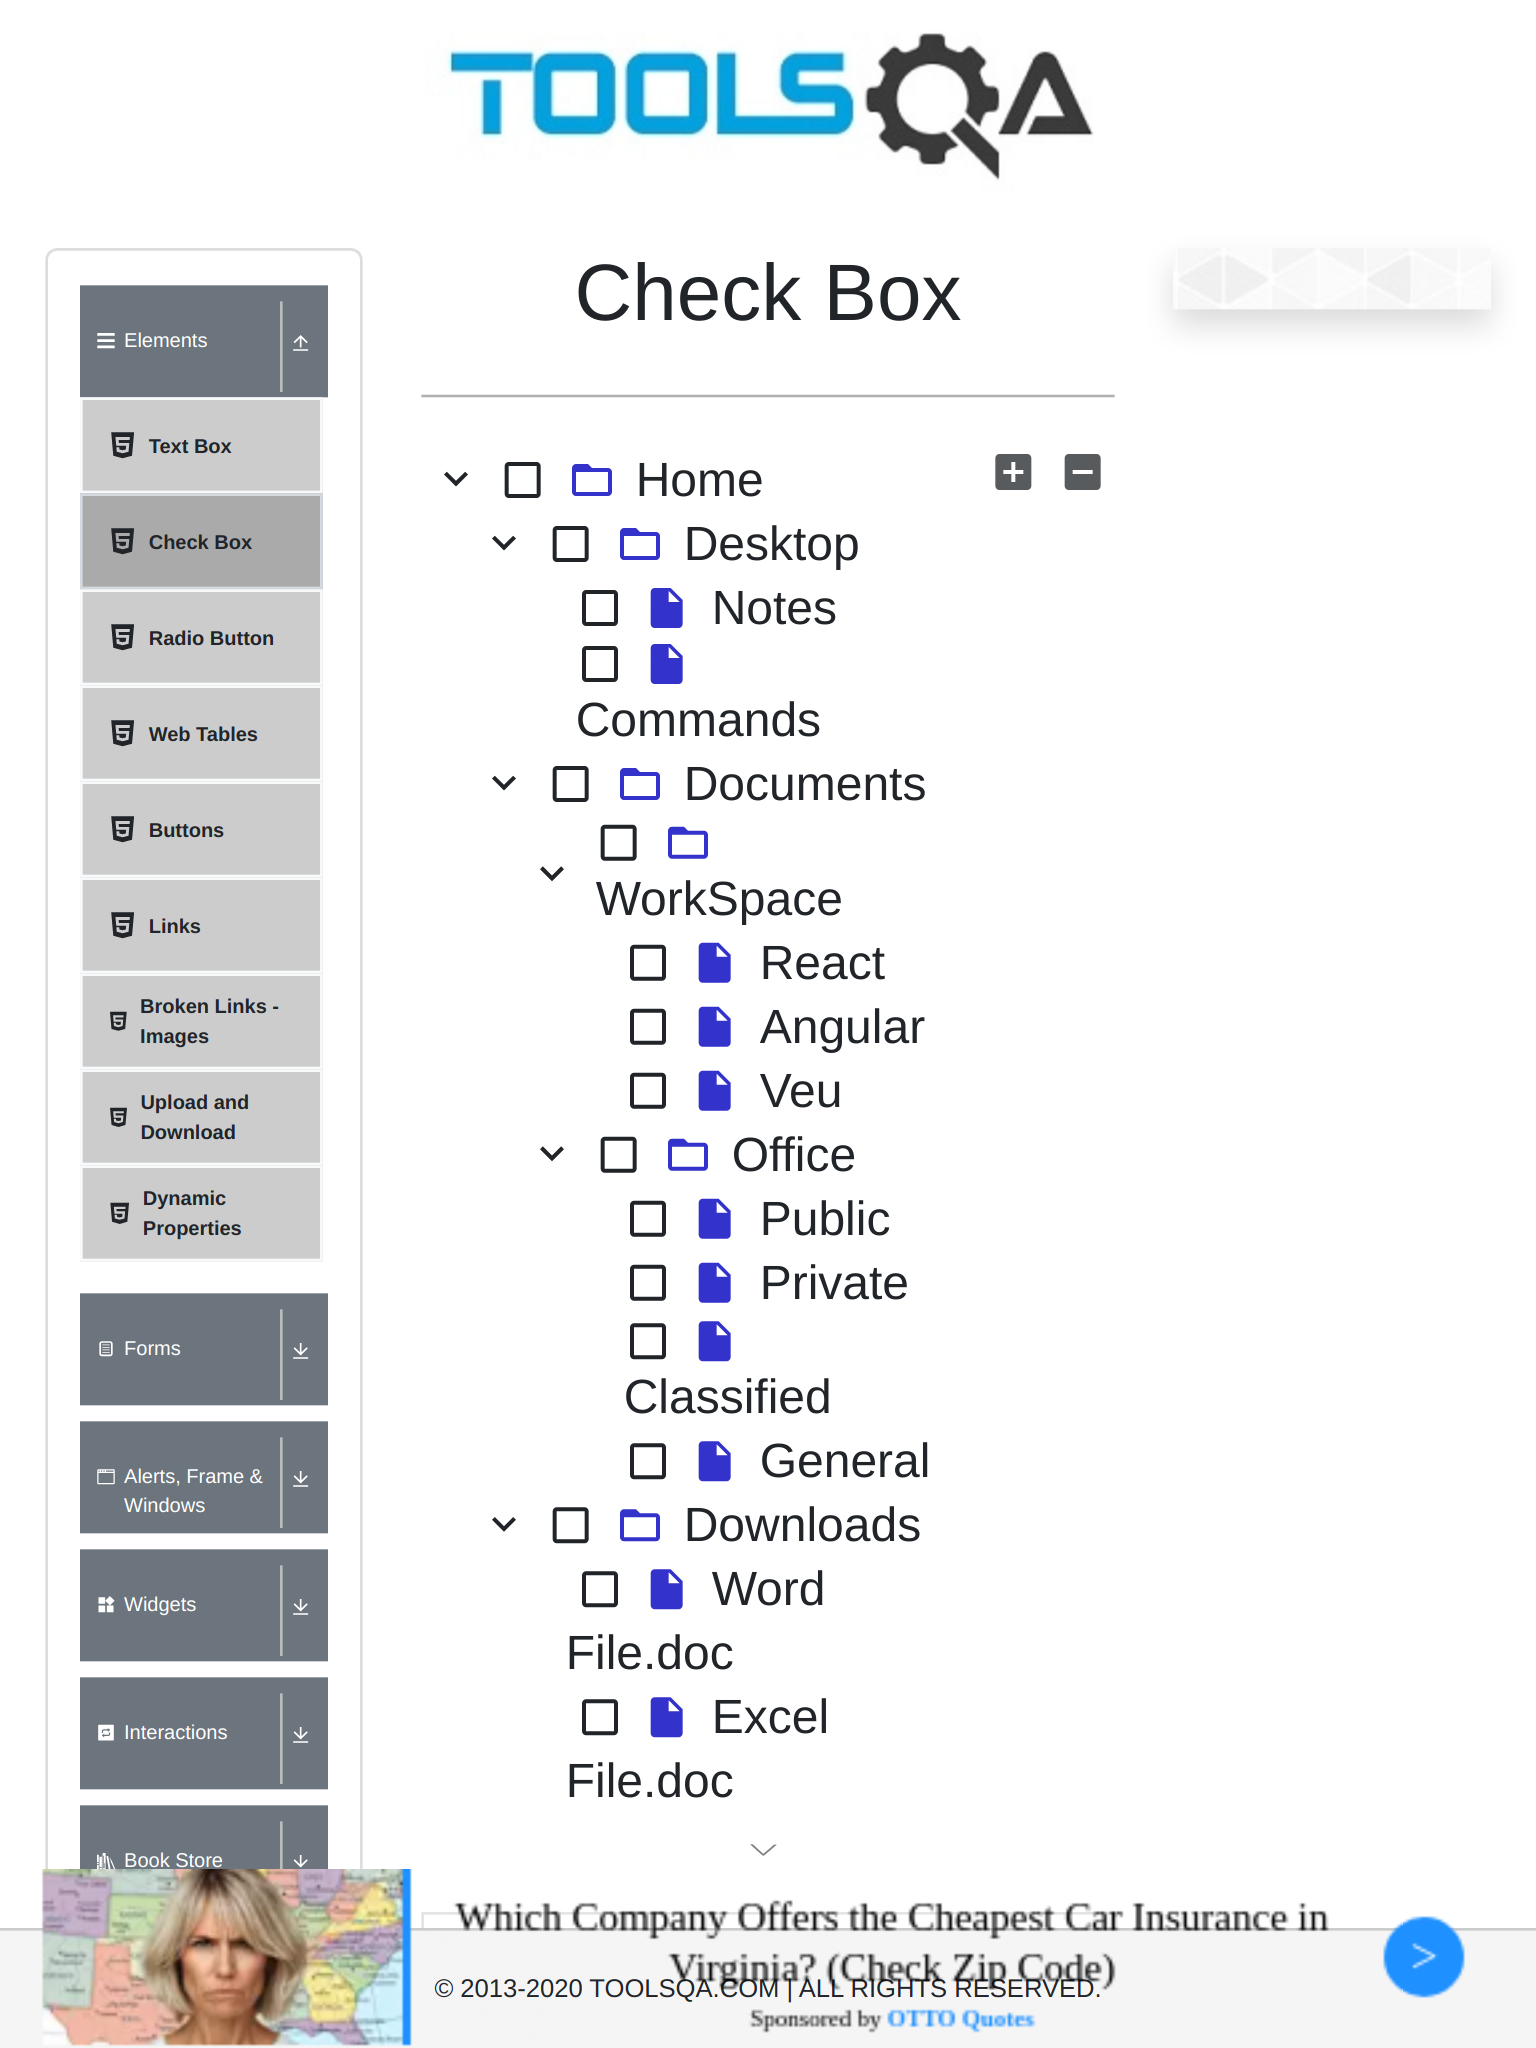 TOOLSQA
Check Box
Elements
Text Box
Check Box
Radio Button
Web Tables
Buttons
Links
Broken Links -
Images
Upload and
Download
Dynamic
Properties
Forms
Alerts, Frame &
Windows
Widgets
Interactions
Book Store
Home
Desktop
Notes
Commands
Documents
WorkSpace
React
Angular
Veu
Office
Public
Private
Classified
General
Downloads
Word
File.doc
Excel
File.doc
Which Company Offers the Cheapest Car Insurance in
Virginia? (Check Zip Code)
© 2013-2020 TOOLSQA.COM | ALL RIGHTS RESERVED.
Sponsored by OTTO Quotes